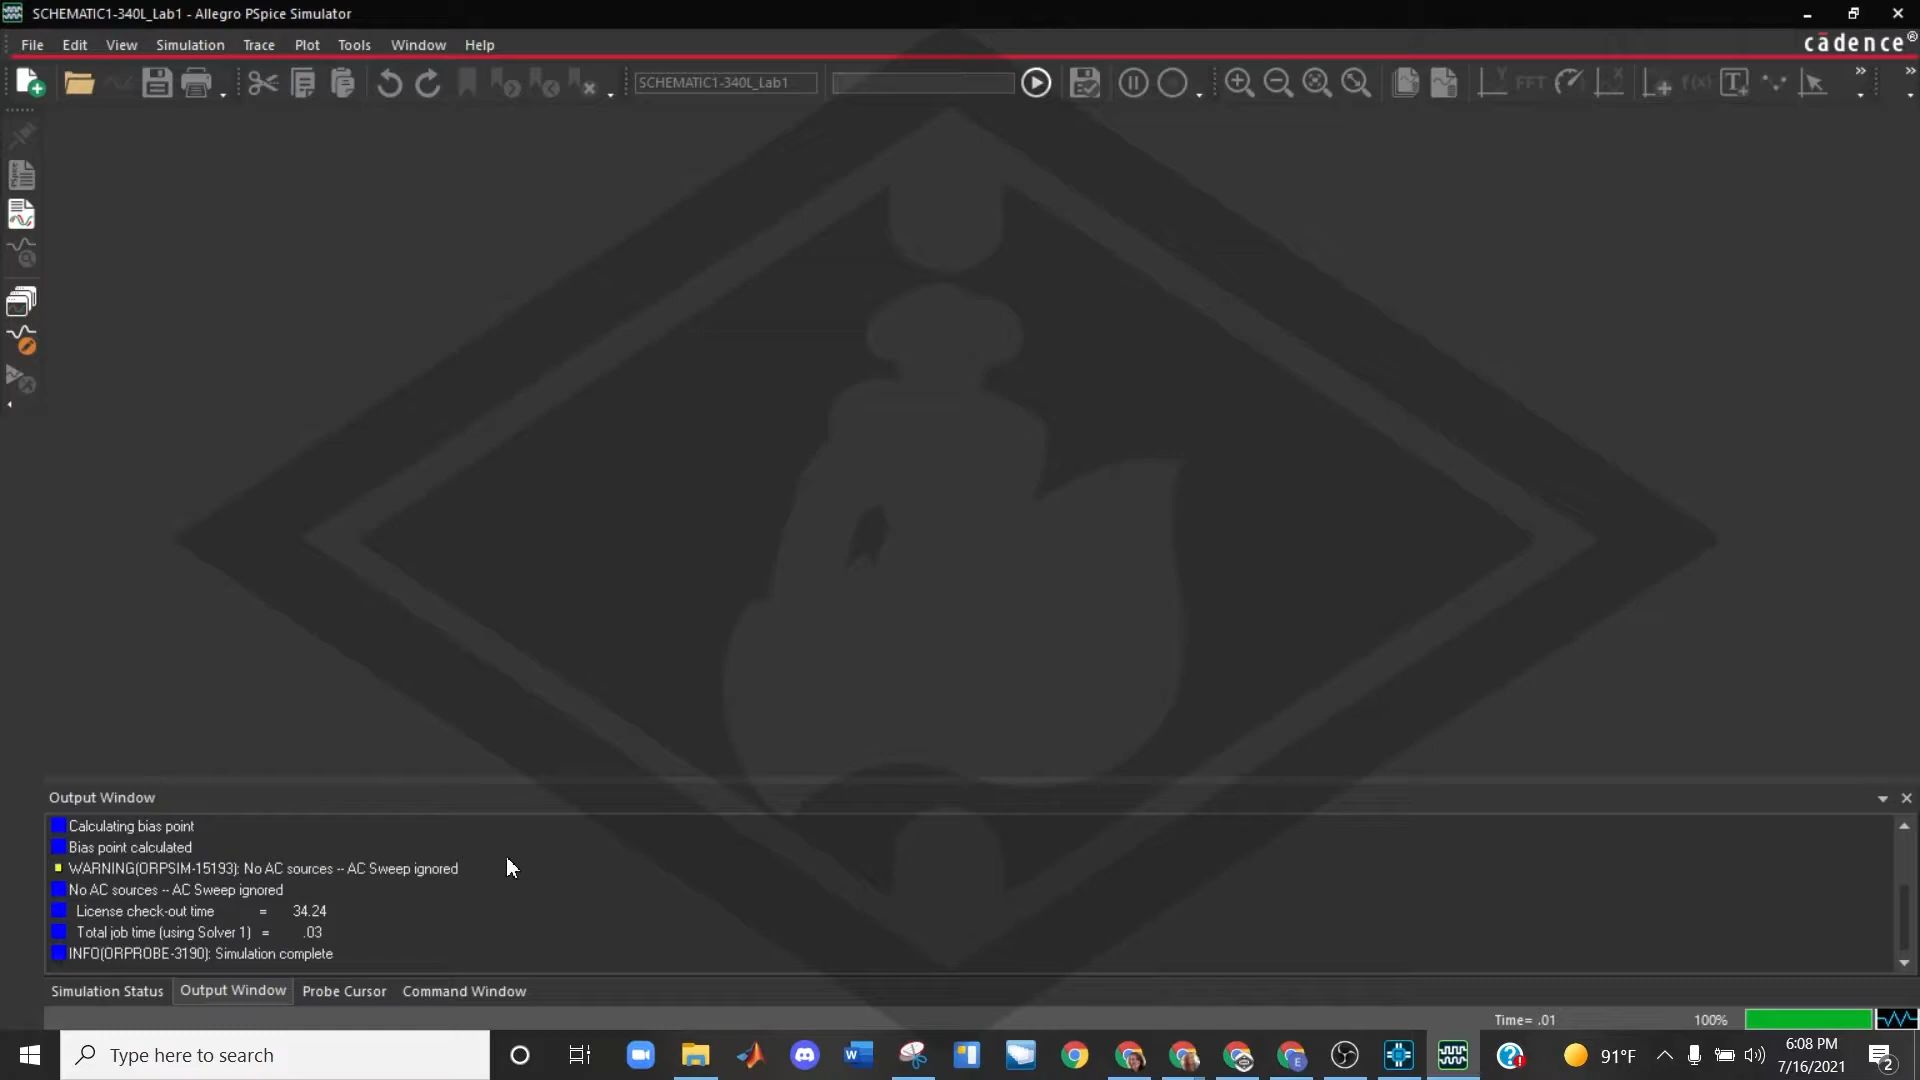 SCHEMATIC1-340L_Lab1 - Allegro PSpice Simulator
File Edit View Simulation Trace Plot Tools Window Help
cādence®
SCHEMATIC1-340L_Lab1
FFT
Output Window
Calculating bias point
Bias point calculated
WARNING(ORPSIM-15193): No AC sources -- AC Sweep ignored
No AC sources -- AC Sweep ignored
License check-out time = 34.24
Total job time (using Solver 1) = .03
INFO(ORPROBE-3190): Simulation complete
Simulation Status Output Window Probe Cursor Command Window
Time= .01 100%
Type here to search
91°F
6:08 PM
7/16/2021
2